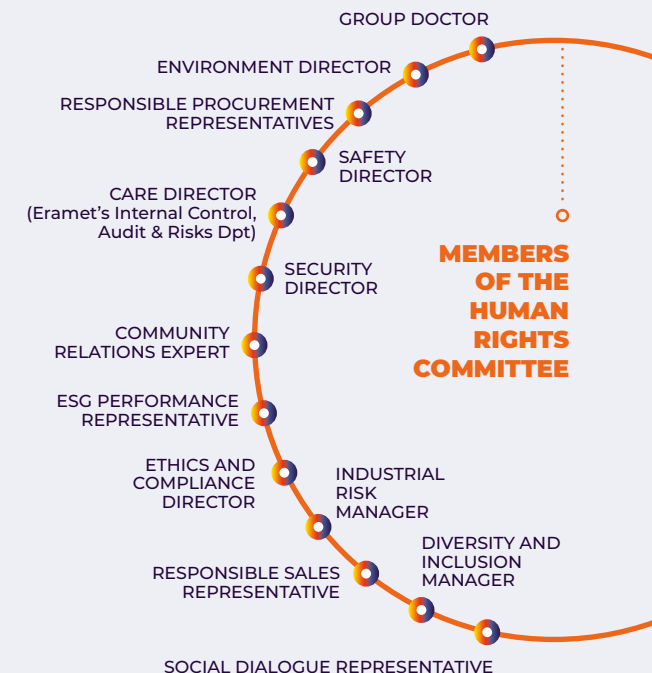 GROUP DOCTOR
ENVIRONMENT DIRECTOR
RESPONSIBLE PROCUREMENT
REPRESENTATIVES
SAFETY
DIRECTOR
CARE DIRECTOR
(Eramet's Internal Control,
Audit & Risks Dpt)
SECURITY
DIRECTOR
MEMBERS
OF THE
HUMAN
RIGHTS
COMMITTEE
COMMUNITY
RELATIONS EXPERT
ESG PERFORMANCE
REPRESENTATIVE
ETHICS AND
COMPLIANCE
DIRECTOR
INDUSTRIAL
RISK
MANAGER
RESPONSIBLE SALES
REPRESENTATIVE
DIVERSITY AND
INCLUSION
MANAGER
SOCIAL DIALOGUE REPRESENTATIVE